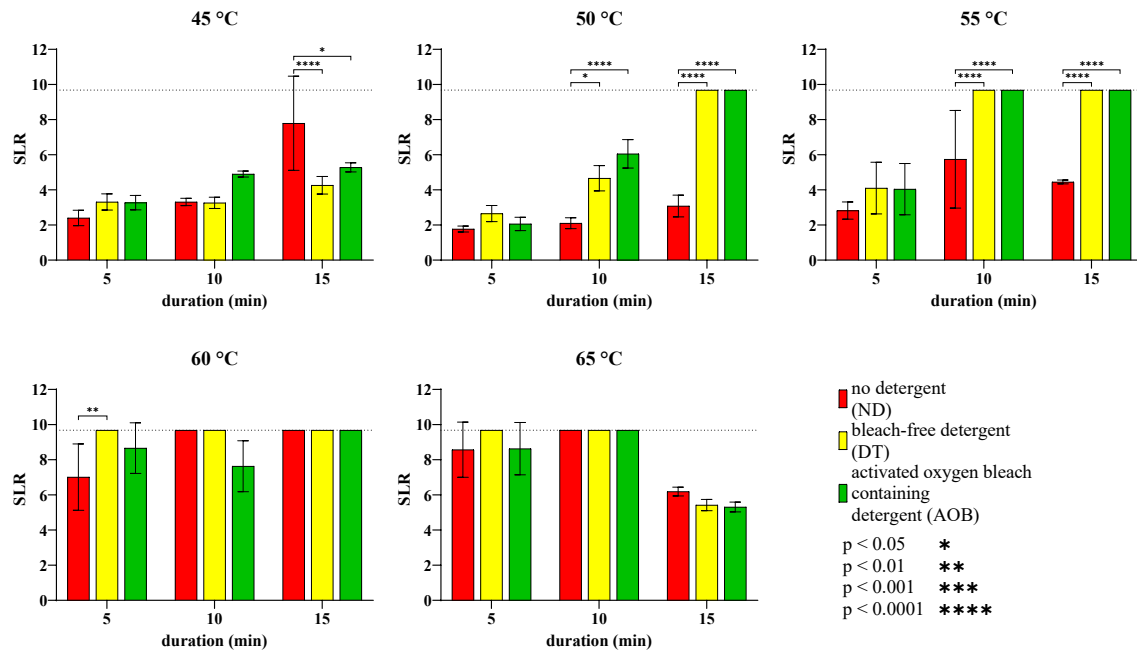 45 °C
12
10
8
6
4
2
0
SLR
*
****
5
10
15
duration (min)
50 °C
12
10
8
6
4
2
0
SLR
****
*
****
****
5
10
15
duration (min)
55 °C
12
10
8
6
4
2
0
SLR
****
****
****
****
5
10
15
duration (min)
60 °C
12
10
8
6
4
2
0
SLR
**
5
10
15
duration (min)
65 °C
12
10
8
6
4
2
0
SLR
5
10
15
duration (min)
no detergent
(ND)
bleach-free detergent
(DT)
activated oxygen bleach
containing
detergent (AOB)
p < 0.05 *
p < 0.01 **
p < 0.001 ***
p < 0.0001 ****